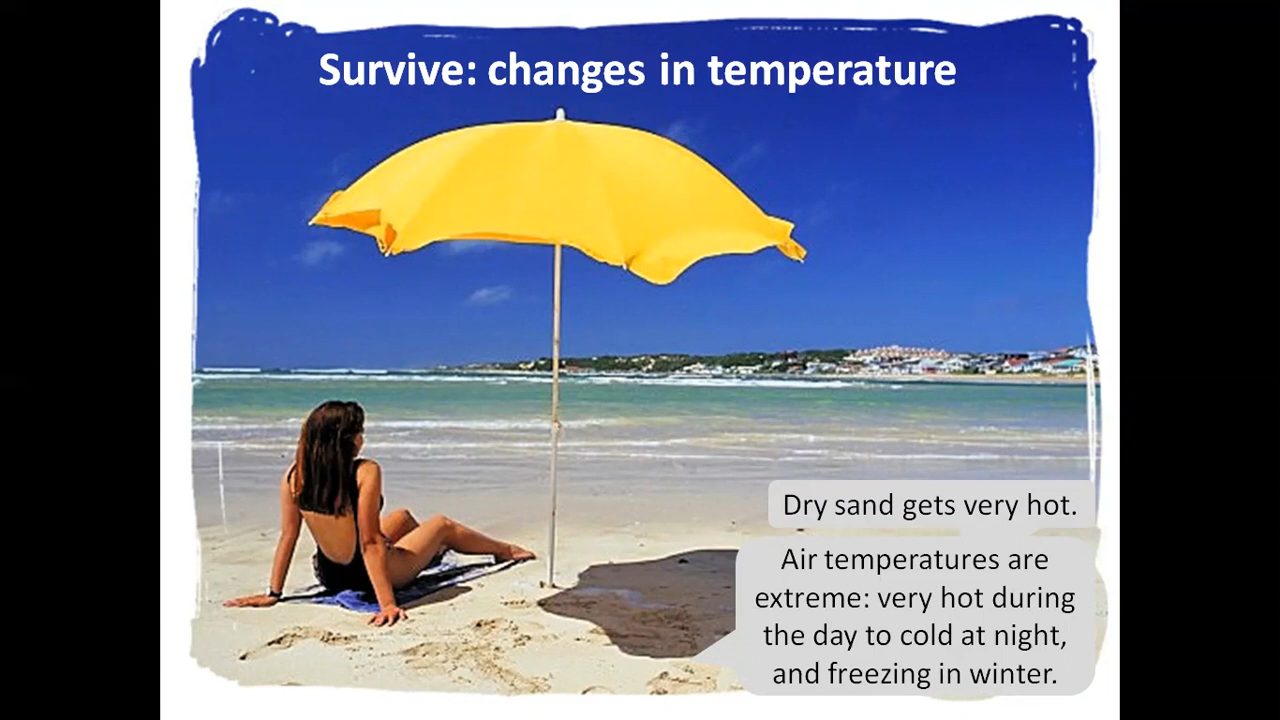 Survive: changes in temperature
Dry sand gets very hot.
Air temperatures are
extreme: very hot during
the day to cold at night,
and freezing in winter.